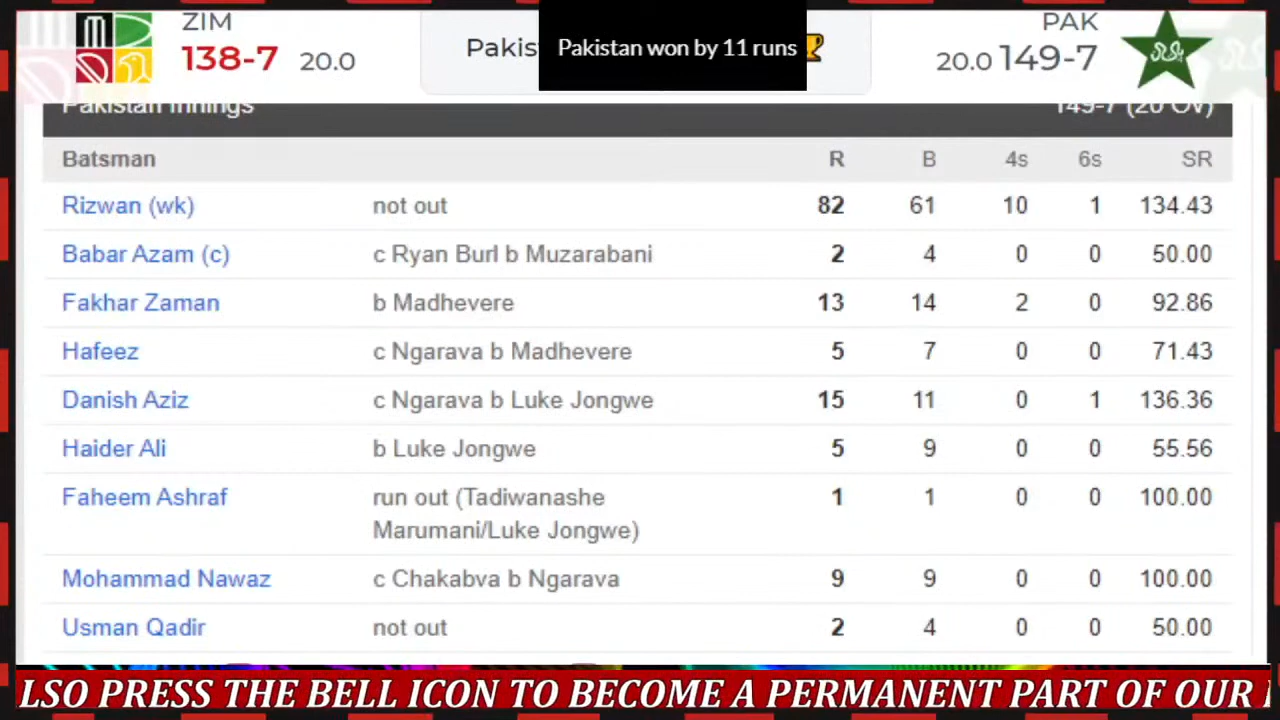 ZIM
138-7 20.0
Pakis
Pakistan won by 11 runs
PAK
20.0 149-7
Pakistan Innings 149-7 (20 Ov)
Batsman R B 4s 6s SR
Rizwan (wk) not out 82 61 10 1 134.43
Babar Azam (c) c Ryan Burl b Muzarabani 2 4 0 0 50.00
Fakhar Zaman b Madhevere 13 14 2 0 92.86
Hafeez c Ngarava b Madhevere 5 7 0 0 71.43
Danish Aziz c Ngarava b Luke Jongwe 15 11 0 1 136.36
Haider Ali b Luke Jongwe 5 9 0 0 55.56
Faheem Ashraf run out (Tadiwanashe 1 1 0 0 100.00
Marumani/Luke Jongwe)
Mohammad Nawaz c Chakabva b Ngarava 9 9 0 0 100.00
Usman Qadir not out 2 4 0 0 50.00
LSO PRESS THE BELL ICON TO BECOME A PERMANENT PART OF OUR